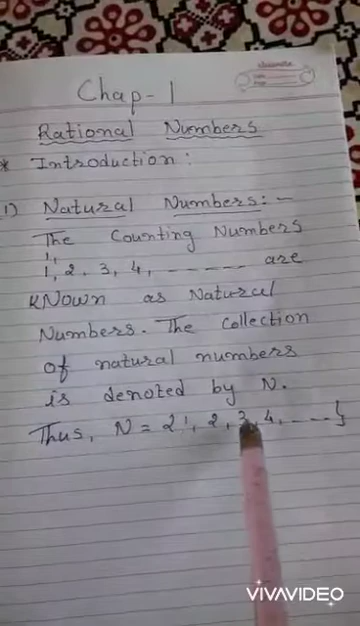 Chap-1
Rational Numbers
* Introduction:
1) Natural Numbers:-
The Counting Numbers
1, 2, 3, 4, ------ are
kNown as Natural
Numbers. The Collection
of natural numbers
is denoted by N.
Thus, N = {1, 2, 3, 4, ----}
VIVAVIDEO